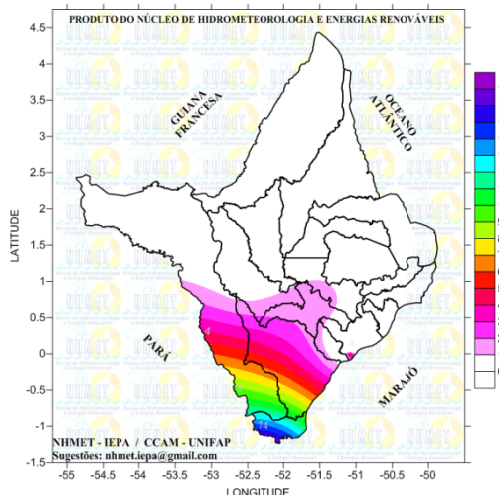 PRODUTO DO NÚCLEO DE HIDROMETEOROLOGIA E ENERGIAS RENOVÁVEIS
4.5
4
3.5
3
2.5
2
1.5
1
0.5
0
-0.5
-1
-1.5
LATITUDE
GUIANA
FRANCESA
OCEANO
ATLÂNTICO
PARÁ
MARAJÓ
4
14
NHMET - IEPA / CCAM - UNIFAP
Sugestões: nhmet.iepa@gmail.com
-55
-54.5
-54
-53.5
-53
-52.5
-52
-51.5
-51
-50.5
-50
LONGITUDE